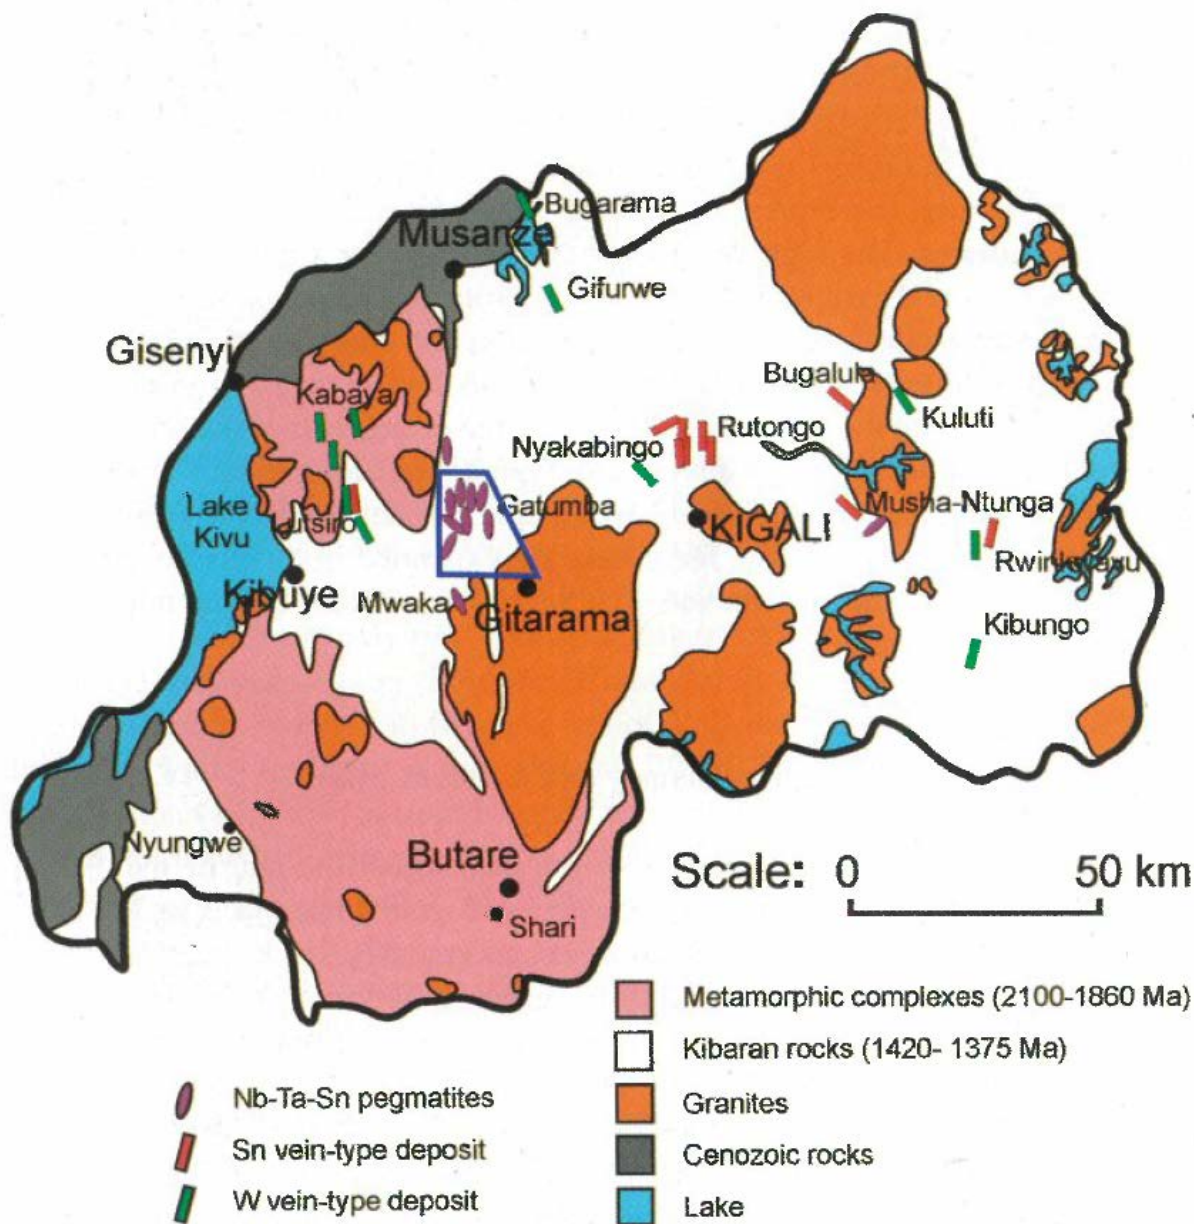 Bugarama
Musanze
Gifurwe
Gisenyi
Kabaya
Bugalula
Kuluti
Nyakabingo
Rutongo
Lake
Kivu
Lutsiro
Gatumba
KIGALI
Musha-Ntunga
Rwinkwavu
Kibuye
Mwaka
Gitarama
Kibungo
Nyungwe
Butare
Shari
Scale: 0 50 km
Metamorphic complexes (2100-1860 Ma)
Kibaran rocks (1420- 1375 Ma)
Granites
Cenozoic rocks
Lake
Nb-Ta-Sn pegmatites
Sn vein-type deposit
W vein-type deposit